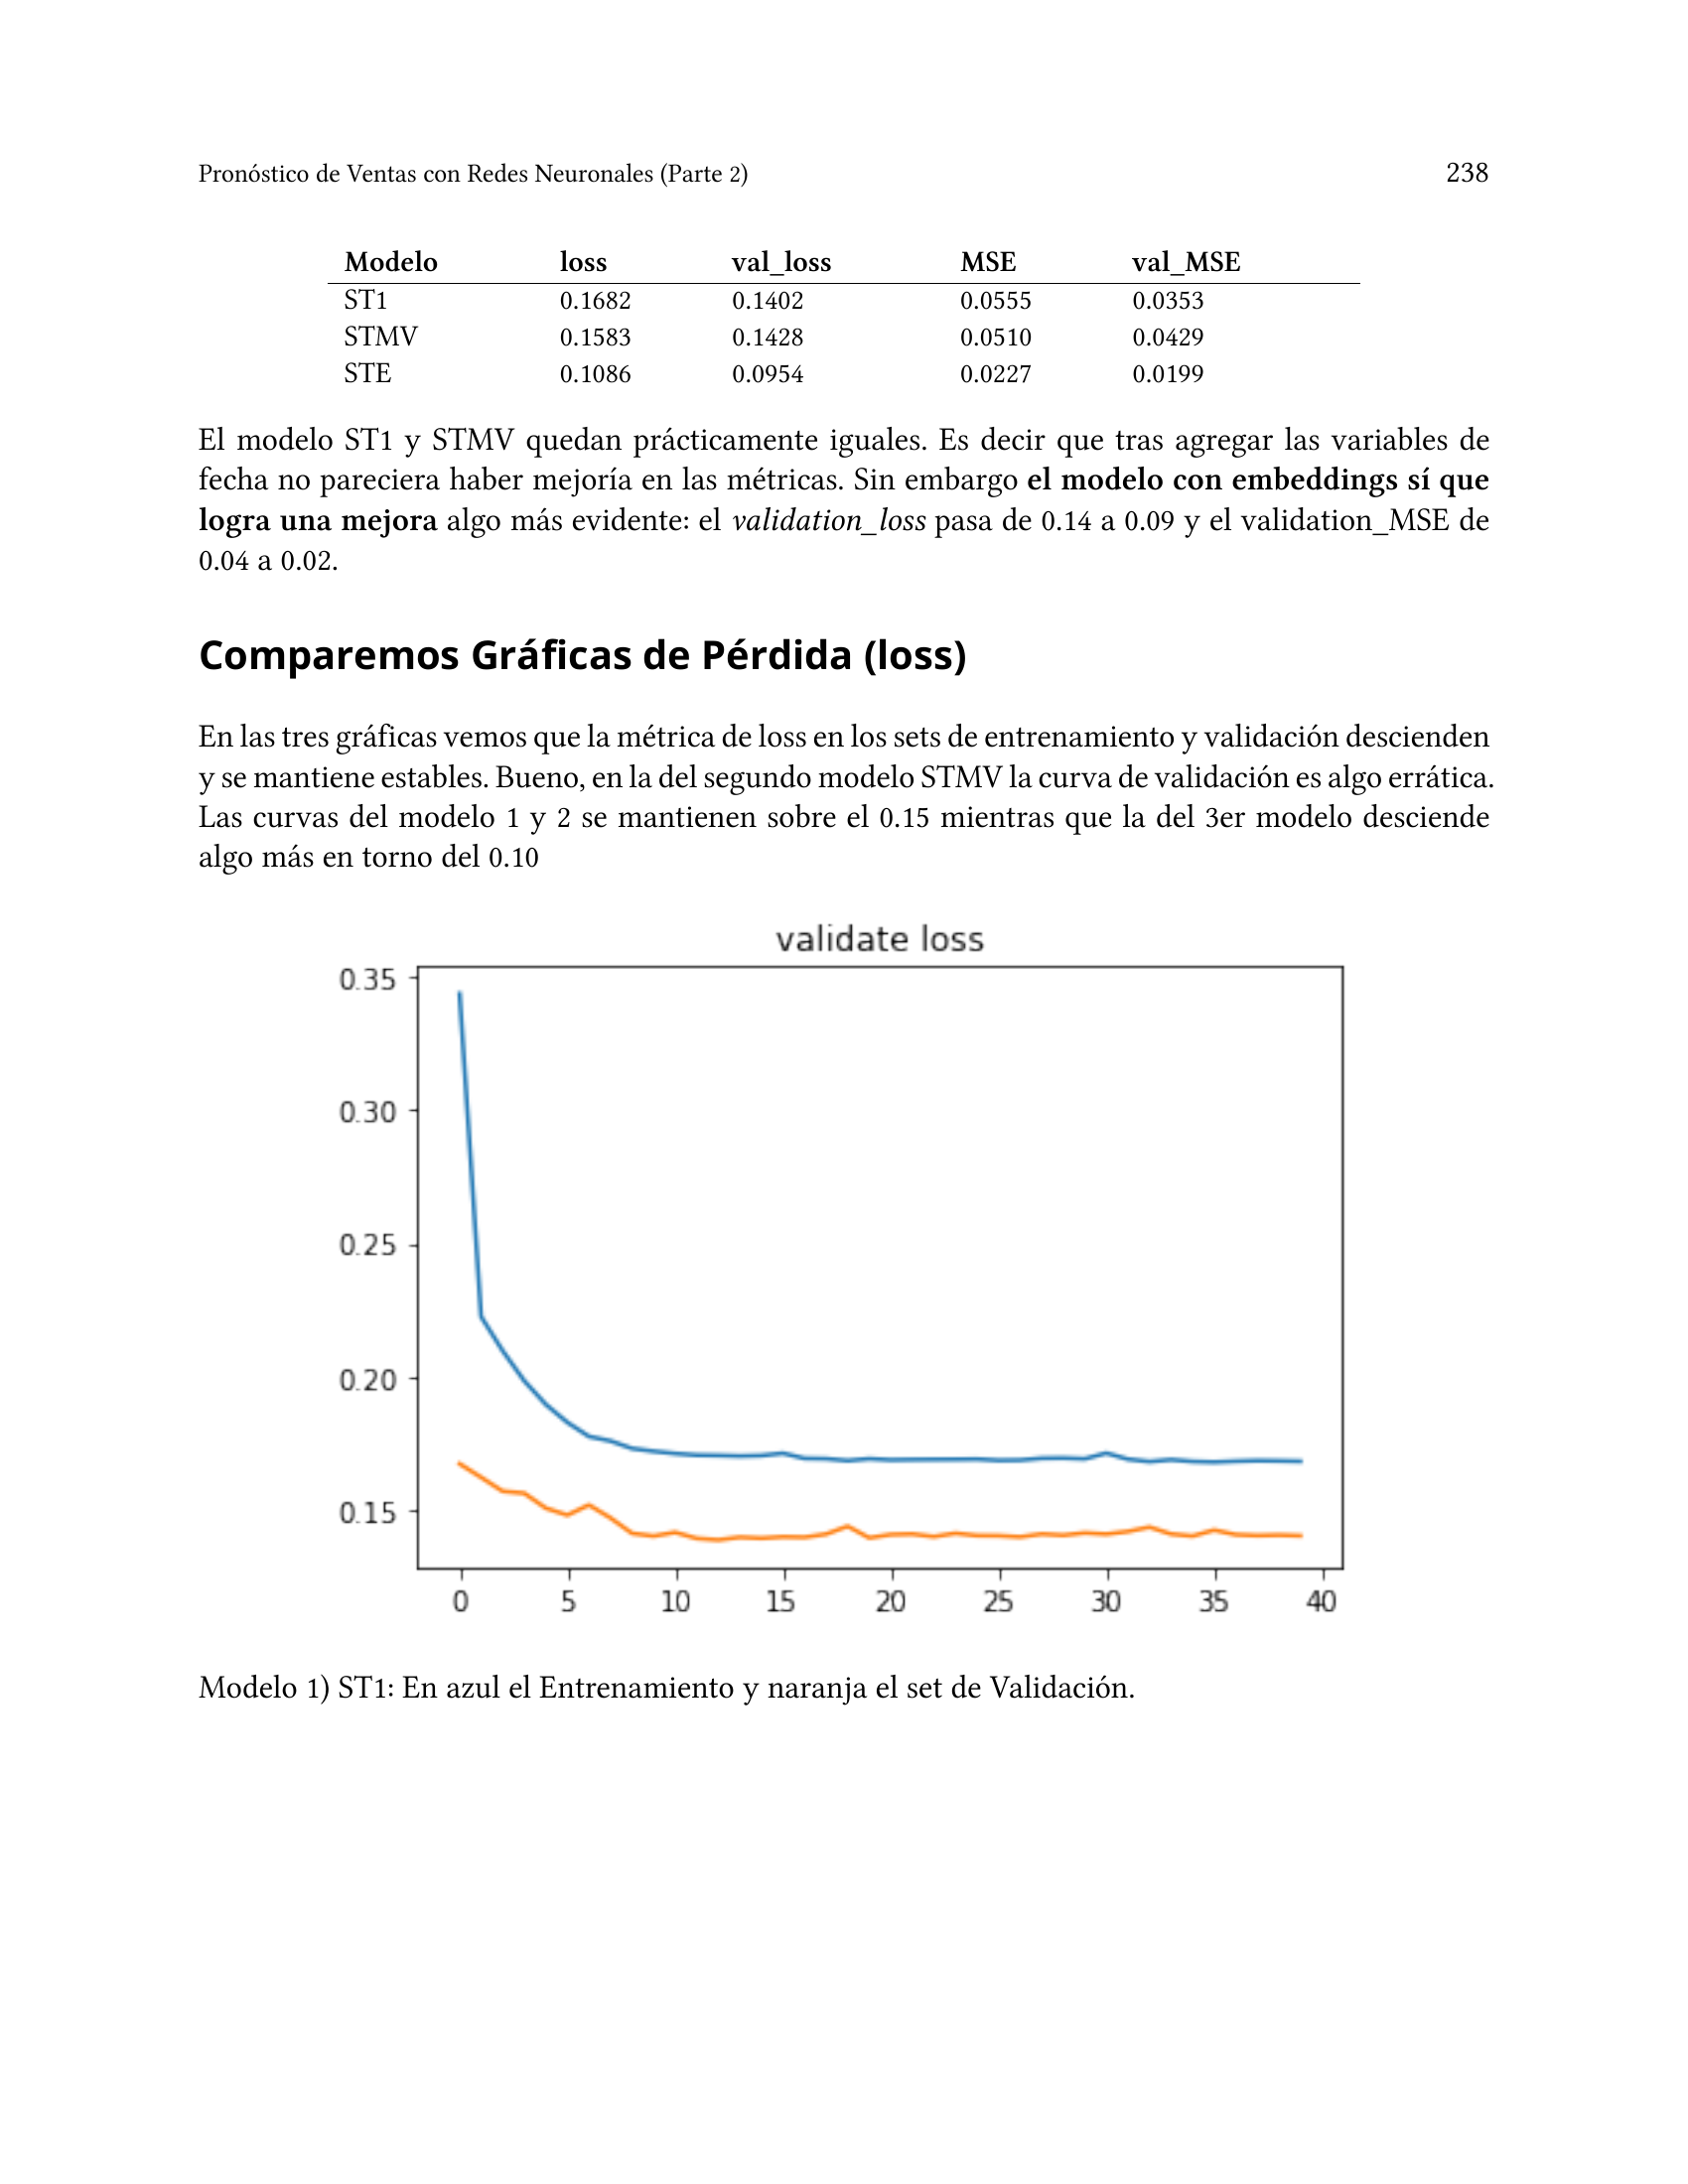 Pronóstico de Ventas con Redes Neuronales (Parte 2) 238
Modelo loss val_loss MSE val_MSE
ST1 0.1682 0.1402 0.0555 0.0353
STMV 0.1583 0.1428 0.0510 0.0429
STE 0.1086 0.0954 0.0227 0.0199
El modelo ST1 y STMV quedan prácticamente iguales. Es decir que tras agregar las variables de
fecha no pareciera haber mejoría en las métricas. Sin embargo el modelo con embeddings sí que
logra una mejora algo más evidente: el validation_loss pasa de 0.14 a 0.09 y el validation_MSE de
0.04 a 0.02.
Comparemos Gráficas de Pérdida (loss)
En las tres gráficas vemos que la métrica de loss en los sets de entrenamiento y validación descienden
y se mantiene estables. Bueno, en la del segundo modelo STMV la curva de validación es algo errática.
Las curvas del modelo 1 y 2 se mantienen sobre el 0.15 mientras que la del 3er modelo desciende
algo más en torno del 0.10
validate loss
0.35
0.30
0.25
0.20
0.15
0 5 10 15 20 25 30 35 40
Modelo 1) ST1: En azul el Entrenamiento y naranja el set de Validación.